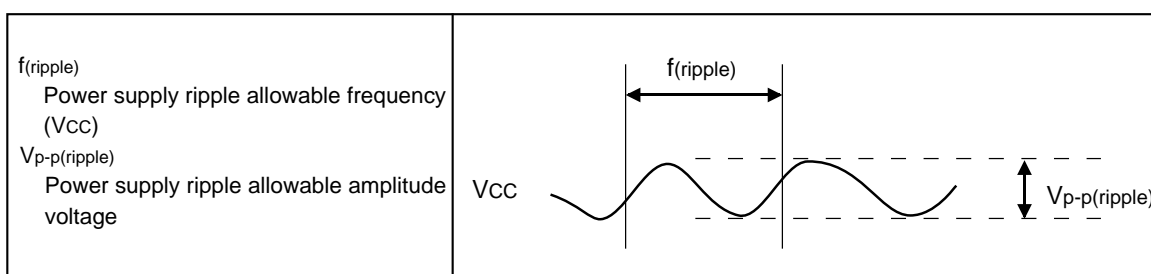 f(ripple)
Power supply ripple allowable frequency
(VCC)
Vp-p(ripple)
Power supply ripple allowable amplitude
voltage
f(ripple)
VCC
Vp-p(ripple)